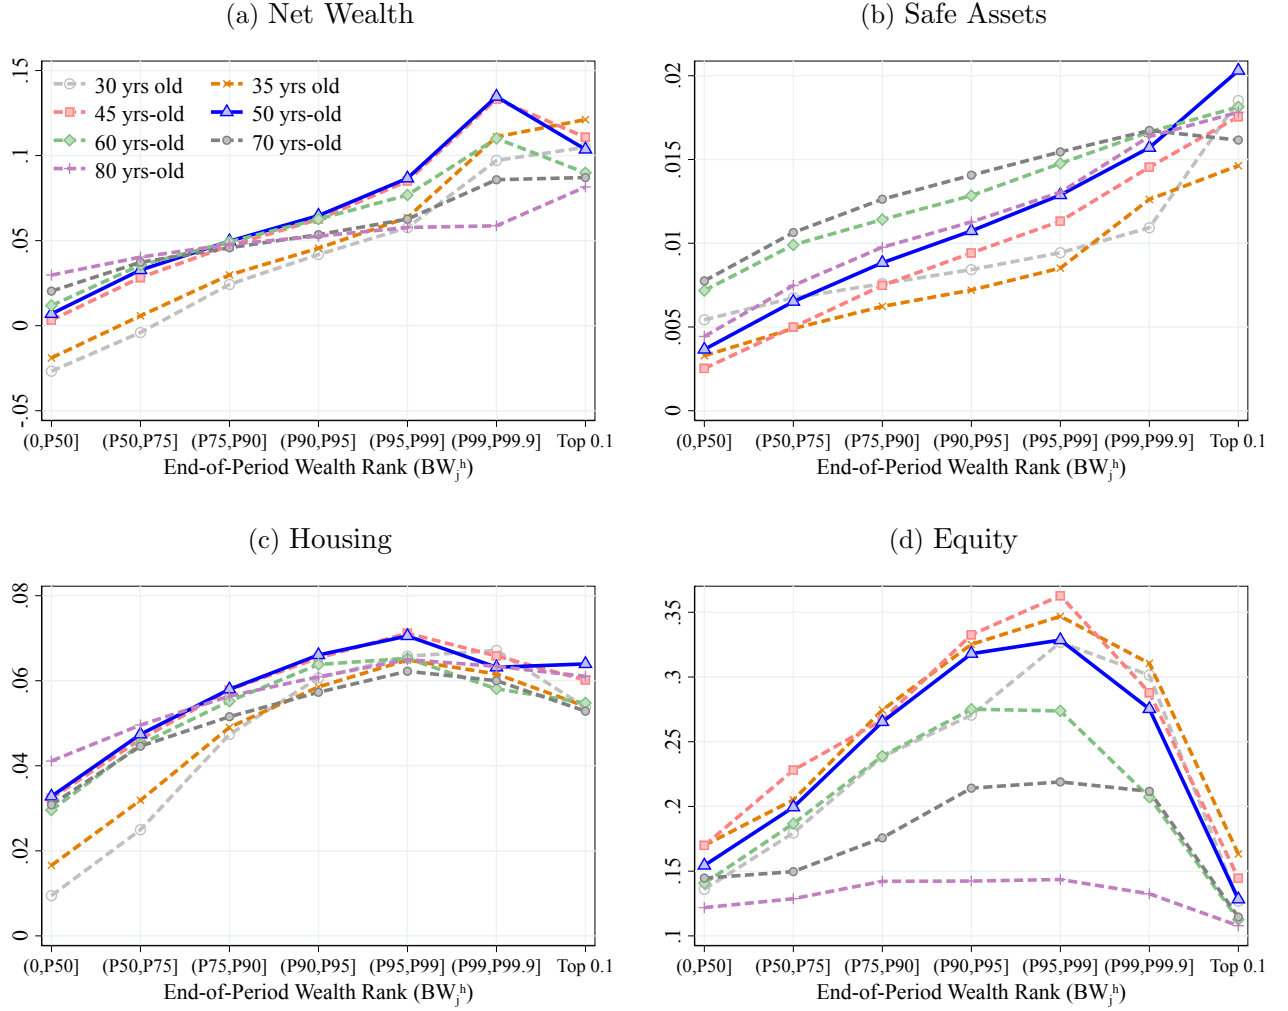 (a) Net Wealth
.15
.1
.05
0
-.05
30 yrs old
35 yrs old
45 yrs-old
50 yrs-old
60 yrs-old
70 yrs-old
80 yrs-old
(0,P50] (P50,P75] (P75,P90] (P90,P95] (P95,P99] (P99,P99.9] Top 0.1
End-of-Period Wealth Rank (BW_j^h)
(b) Safe Assets
.02
.015
.01
.005
0
(0,P50] (P50,P75] (P75,P90] (P90,P95] (P95,P99] (P99,P99.9] Top 0.1
End-of-Period Wealth Rank (BW_j^h)
(c) Housing
.08
.06
.04
.02
0
(0,P50] (P50,P75] (P75,P90] (P90,P95] (P95,P99] (P99,P99.9] Top 0.1
End-of-Period Wealth Rank (BW_j^h)
(d) Equity
.35
.3
.25
.2
.15
.1
(0,P50] (P50,P75] (P75,P90] (P90,P95] (P95,P99] (P99,P99.9] Top 0.1
End-of-Period Wealth Rank (BW_j^h)